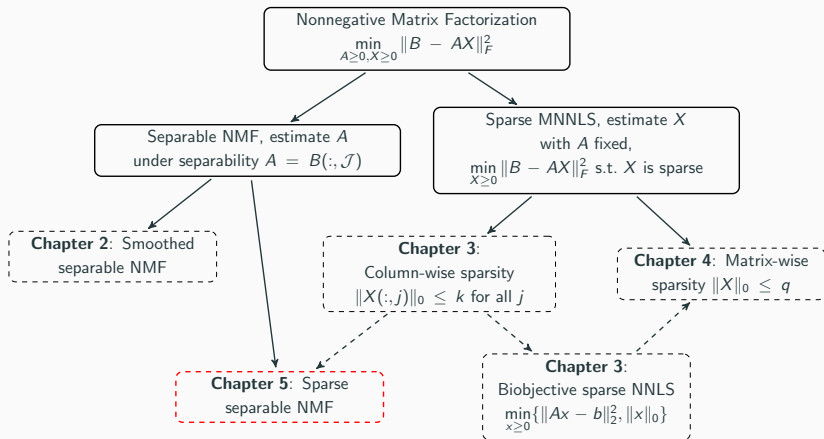 Nonnegative Matrix Factorization
min ‖B − AX‖²_F
A≥0,X≥0
Separable NMF, estimate A
under separability A = B(:, 𝒥)
Sparse MNNLS, estimate X
with A fixed,
min ‖B − AX‖²_F s.t. X is sparse
X≥0
Chapter 2: Smoothed
separable NMF
Chapter 3:
Column-wise sparsity
‖X(:, j)‖₀ ≤ k for all j
Chapter 4: Matrix-wise
sparsity ‖X‖₀ ≤ q
Chapter 5: Sparse
separable NMF
Chapter 3:
Biobjective sparse NNLS
min{‖Ax − b‖²₂, ‖x‖₀}
x≥0